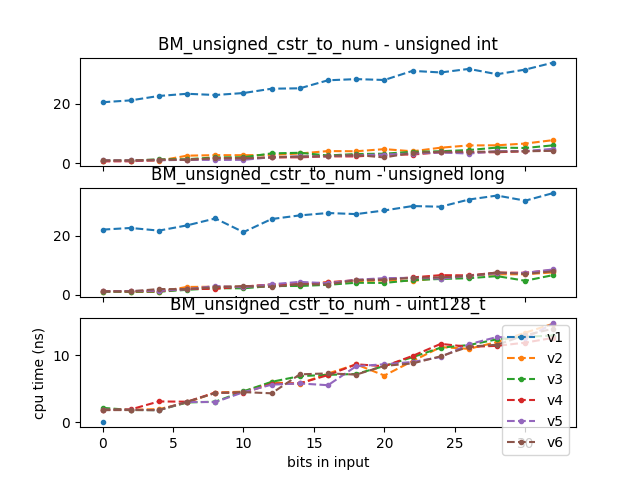 BM_unsigned_cstr_to_num - unsigned int
20
0
BM_unsigned_cstr_to_num - unsigned long
20
0
BM_unsigned_cstr_to_num - uint128_t
10
0
cpu time (ns)
v1
v2
v3
v4
v5
v6
0 5 10 15 20 25 30
bits in input